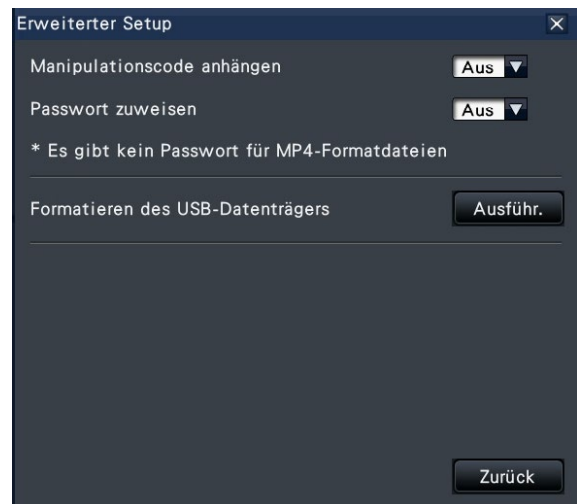 Erweiterter Setup
Manipulationscode anhängen Aus
Passwort zuweisen Aus
* Es gibt kein Passwort für MP4-Formatdateien
Formatieren des USB-Datenträgers Ausführ.
Zurück